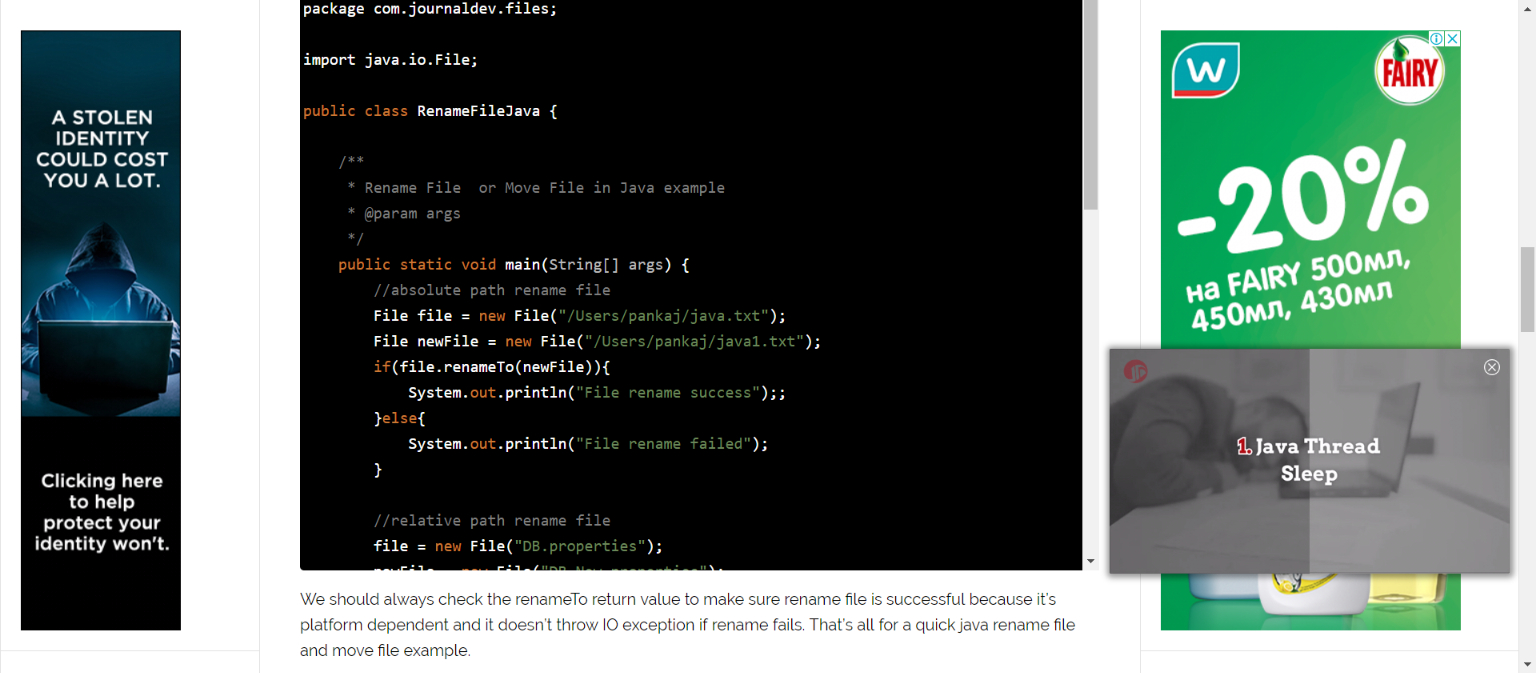 A STOLEN
IDENTITY
COULD COST
YOU A LOT.
Clicking here
to help
protect your
identity won't.
package com.journaldev.files;
import java.io.File;
public class RenameFileJava {
/**
* Rename File  or Move File in Java example
* @param args
*/
public static void main(String[] args) {
//absolute path rename file
File file = new File("/Users/pankaj/java.txt");
File newFile = new File("/Users/pankaj/java1.txt");
if(file.renameTo(newFile)){
System.out.println("File rename success");;
}else{
System.out.println("File rename failed");
}
//relative path rename file
file = new File("DB.properties");
We should always check the renameTo return value to make sure rename file is successful because it's
platform dependent and it doesn't throw IO exception if rename fails. That's all for a quick java rename file
and move file example.
W
FAIRY
-20%
на FAIRY 500мл,
450мл, 430мл
1. Java Thread
Sleep